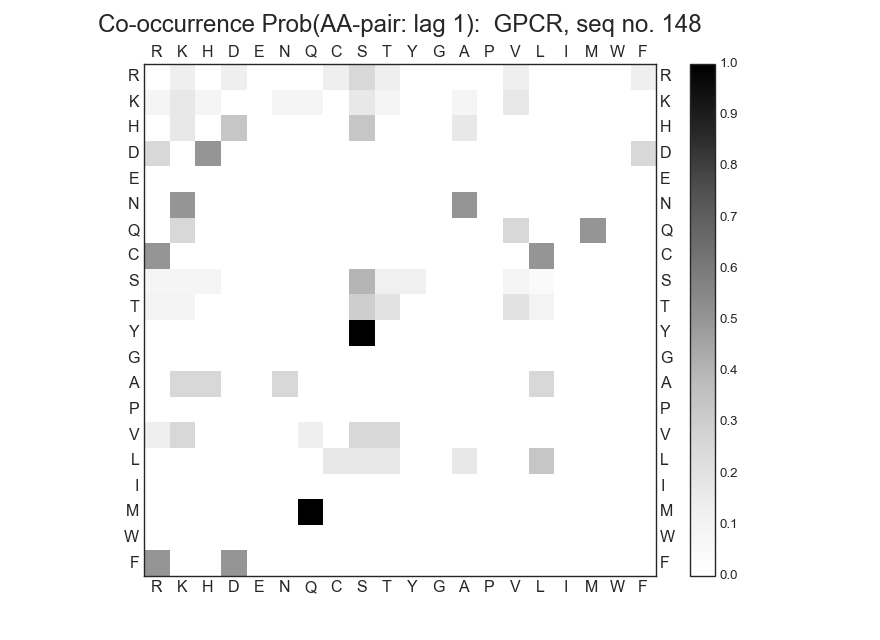 Co-occurrence Prob(AA-pair: lag 1):  GPCR, seq no. 148
R K H D E N Q C S T Y G A P V L I M W F
1.0
R R
K K
0.9
H H
D D
0.8
E E
N N
0.7
Q Q
0.6
C C
S S
0.5
T T
Y Y
G G
0.4
A A
P P
0.3
V V
L L
0.2
I I
M M
0.1
W W
F F
0.0
R K H D E N Q C S T Y G A P V L I M W F